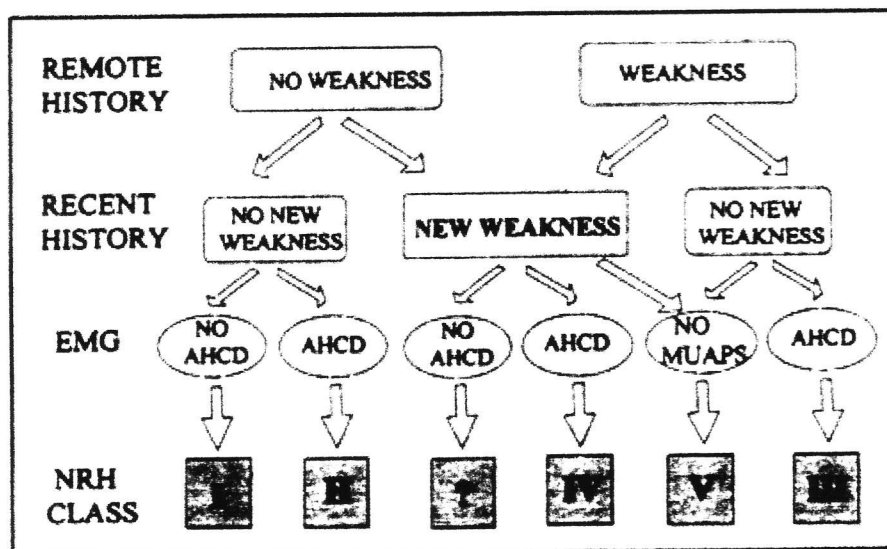 REMOTE
HISTORY
NO WEAKNESS
WEAKNESS
RECENT
HISTORY
NO NEW
WEAKNESS
NEW WEAKNESS
NO NEW
WEAKNESS
EMG
NO
AHCD
AHCD
NO
AHCD
AHCD
NO
MUAPS
AHCD
NRH
CLASS
I
II
?
IV
V
III